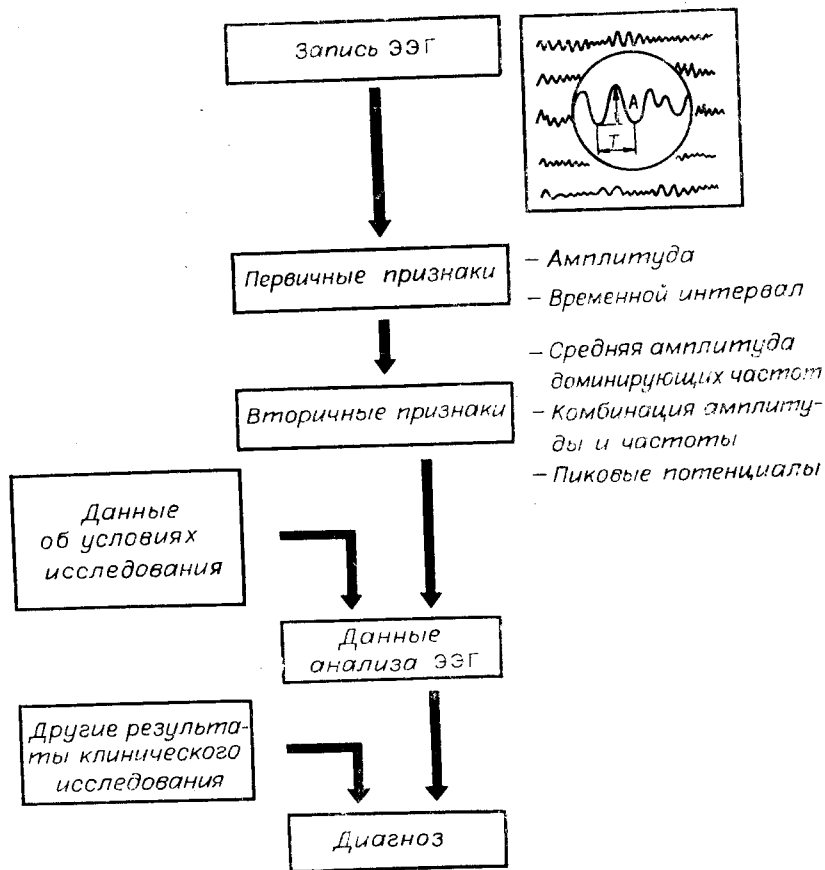 Запись ЭЭГ
А
Т
Первичные признаки
– Амплитуда
– Временной интервал
Вторичные признаки
– Средняя амплитуда
доминирующих частот
– Комбинация амплиту-
ды и частоты
– Пиковые потенциалы
Данные
об условиях
исследования
Данные
анализа ЭЭГ
Другие результа-
ты клинического
исследования
Диагноз